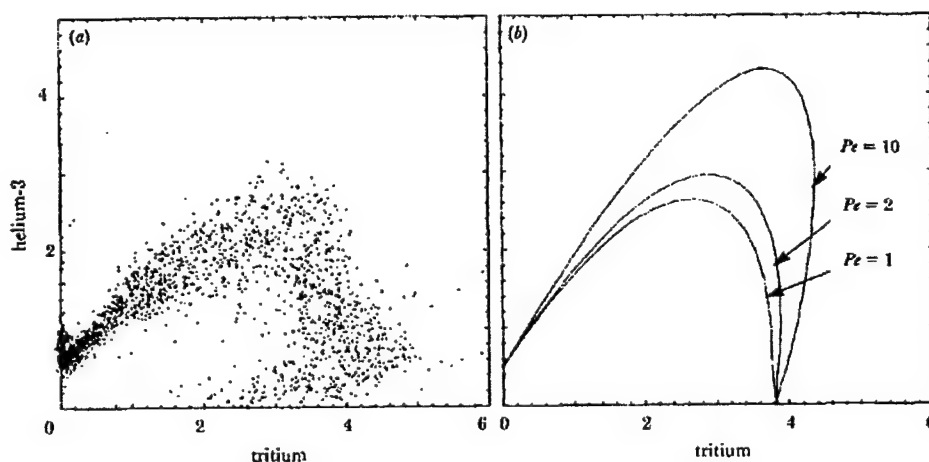 (a)
4
2
helium-3
0
2
4
6
tritium
(b)
Pe = 10
Pe = 2
Pe = 1
0
2
4
6
tritium